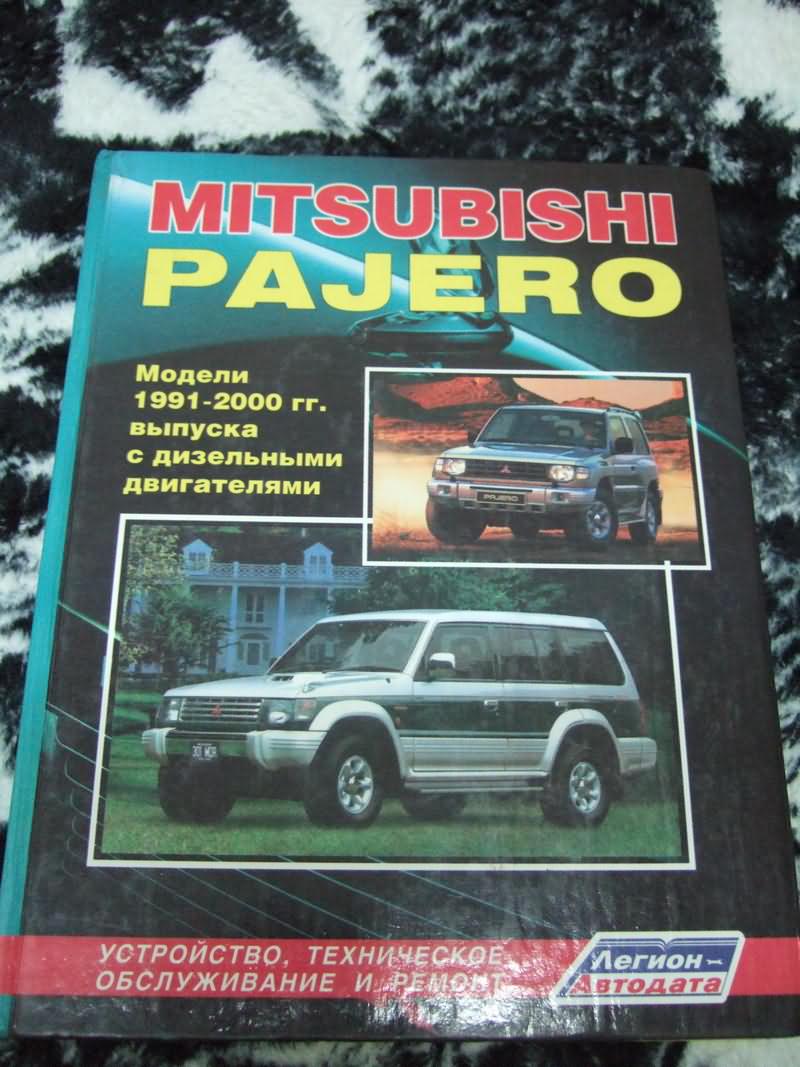 MITSUBISHI
PAJERO
Модели
1991-2000 гг.
выпуска
с дизельными
двигателями
PAJERO
УСТРОЙСТВО, ТЕХНИЧЕСКОЕ
ОБСЛУЖИВАНИЕ И РЕМОНТ
Легион-
Автодата